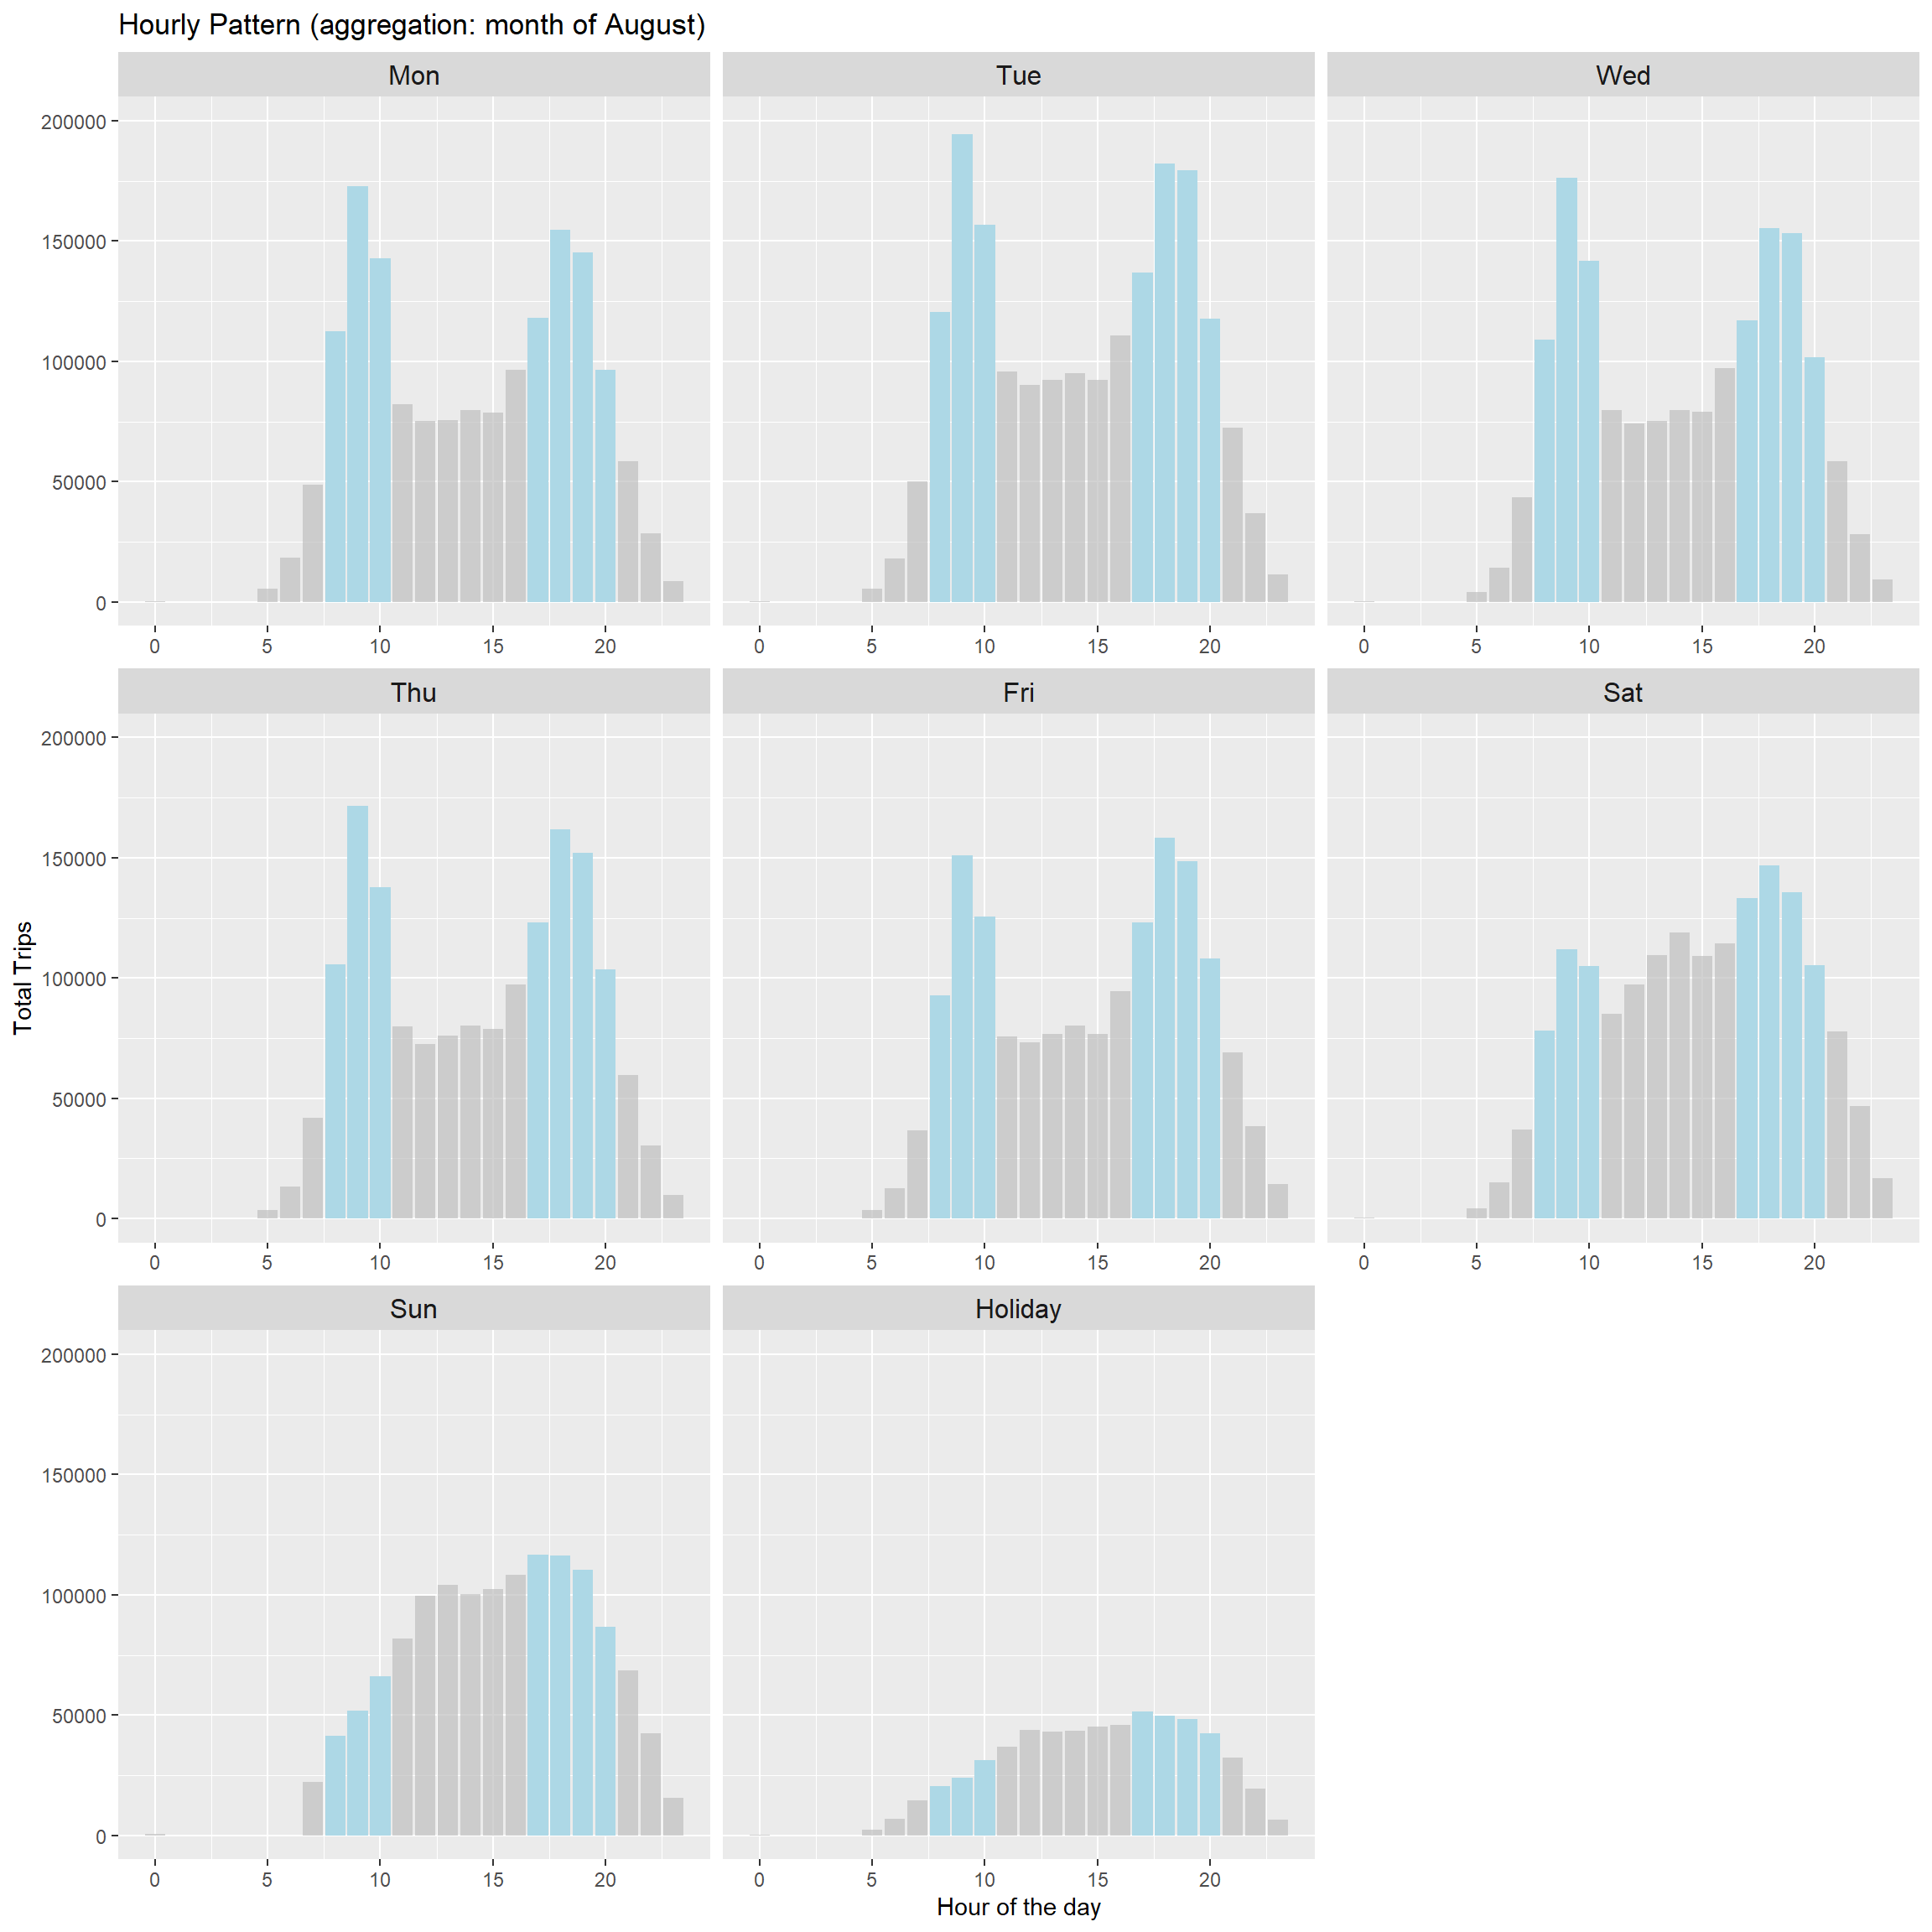 Hourly Pattern (aggregation: month of August)
Mon
Tue
Wed
200000
150000
100000
50000
0
0 5 10 15 20
0 5 10 15 20
0 5 10 15 20
Thu
Fri
Sat
200000
150000
100000
50000
0
0 5 10 15 20
0 5 10 15 20
0 5 10 15 20
Total Trips
Sun
Holiday
200000
150000
100000
50000
0
0 5 10 15 20
0 5 10 15 20
Hour of the day